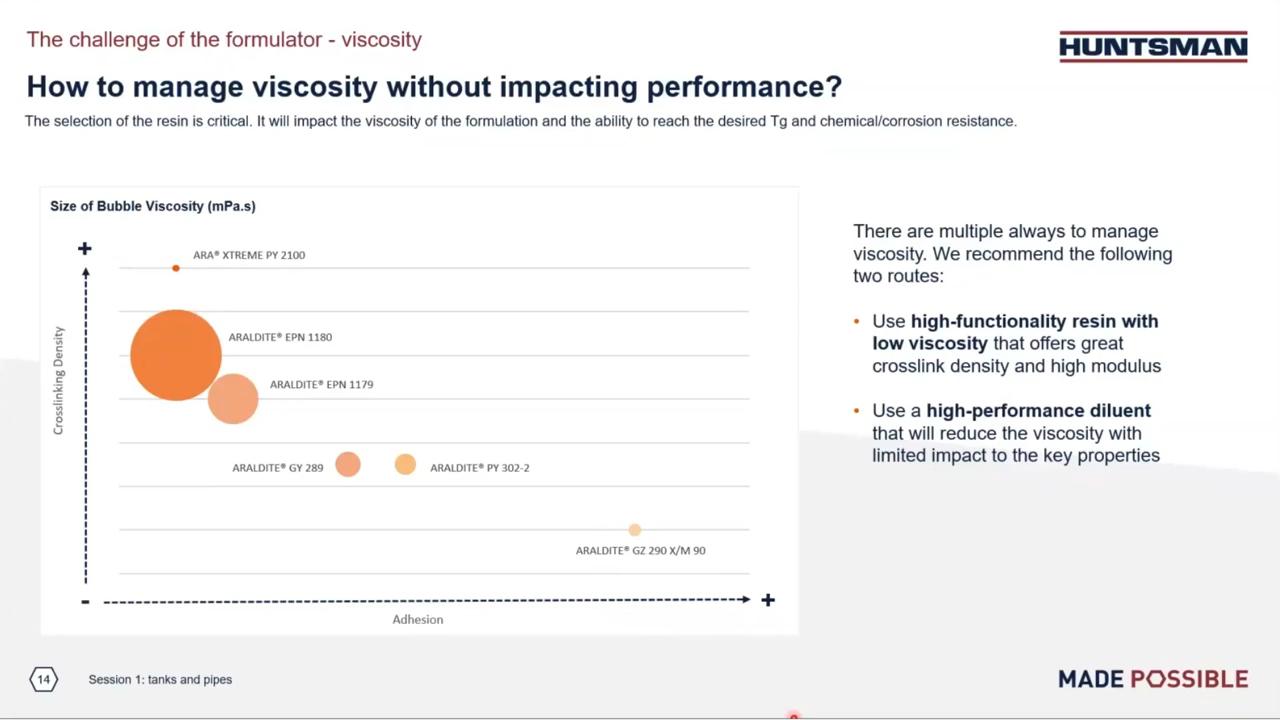 The challenge of the formulator - viscosity
HUNTSMAN
How to manage viscosity without impacting performance?
The selection of the resin is critical. It will impact the viscosity of the formulation and the ability to reach the desired Tg and chemical/corrosion resistance.
Size of Bubble Viscosity (mPa.s)
+
ARA® XTREME PY 2100
ARALDITE® EPN 1180
ARALDITE® EPN 1179
Crosslinking Density
ARALDITE® GY 289
ARALDITE® PY 302-2
ARALDITE® GZ 290 X/M 90
-
+
Adhesion
There are multiple always to manage
viscosity. We recommend the following
two routes:
• Use high-functionality resin with
low viscosity that offers great
crosslink density and high modulus
• Use a high-performance diluent
that will reduce the viscosity with
limited impact to the key properties
14
Session 1: tanks and pipes
MADE POSSIBLE